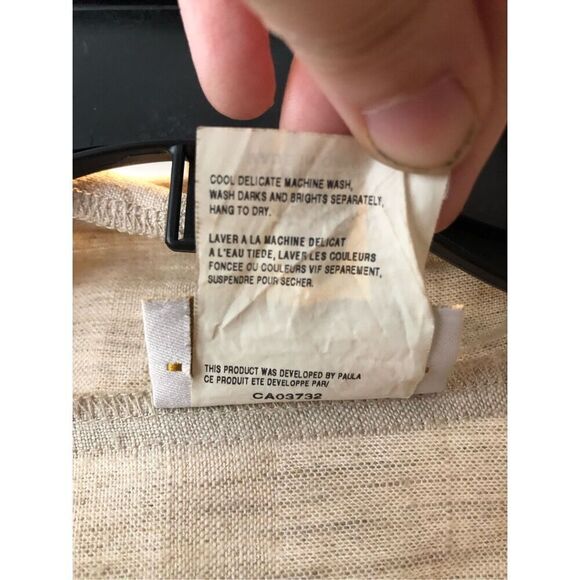 COOL DELICATE MACHINE WASH,
WASH DARKS AND BRIGHTS SEPARATELY,
HANG TO DRY.
LAVER A LA MACHINE DELICAT
A L'EAU TIEDE, LAVER LES COULEURS
FONCEE OU COULEURS VIF SEPAREMENT,
SUSPENDRE POUR SECHER.
THIS PRODUCT WAS DEVELOPED BY PAULA
CE PRODUIT ETE DEVELOPPE PAR/
CA03732